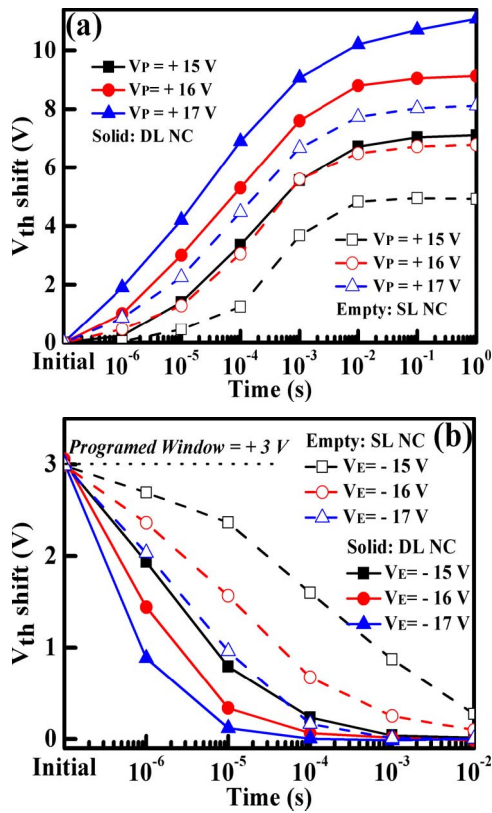 (a)
VP = + 15 V
VP = + 16 V
VP = + 17 V
Solid: DL NC
VP = + 15 V
VP = + 16 V
VP = + 17 V
Empty: SL NC
10
8
6
4
2
0
Vth shift (V)
Initial 10-6 10-5 10-4 10-3 10-2 10-1 100
Time (s)
(b)
Programed Window = + 3 V
Empty: SL NC
VE= - 15 V
VE= - 16 V
VE= - 17 V
Solid: DL NC
VE= - 15 V
VE= - 16 V
VE= - 17 V
3
2
1
0
Vth shift (V)
Initial 10-6 10-5 10-4 10-3 10-2
Time (s)